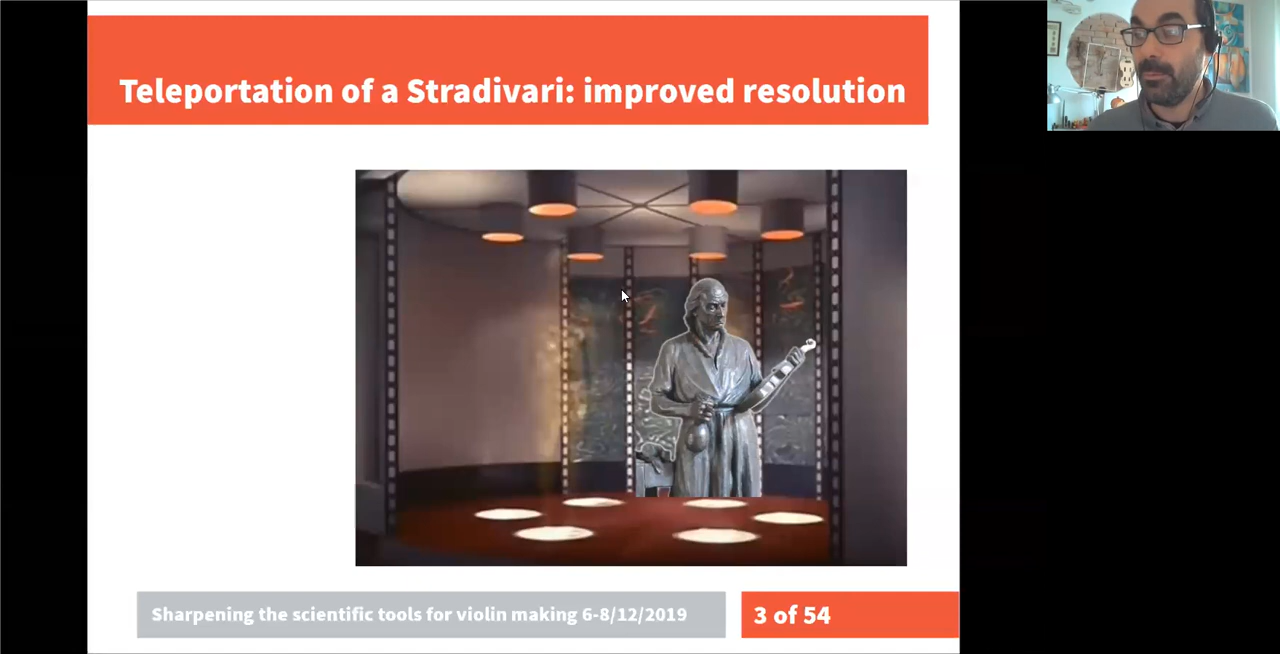 Teleportation of a Stradivari: improved resolution
Sharpening the scientific tools for violin making 6-8/12/2019
3 of 54